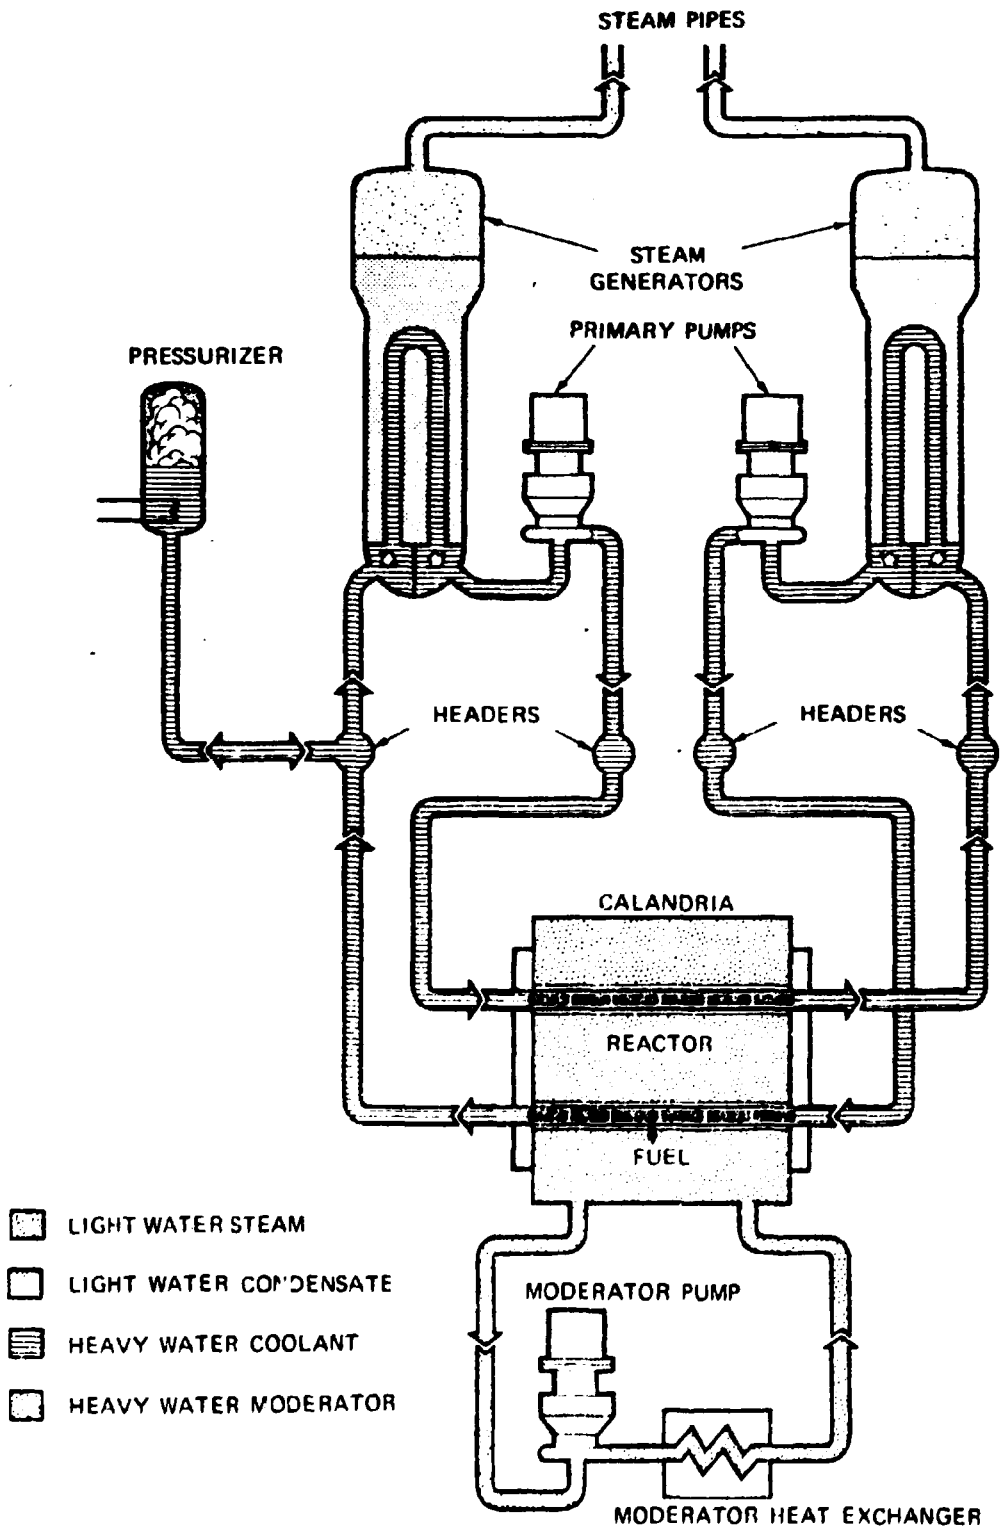 STEAM PIPES
STEAM
GENERATORS
PRIMARY PUMPS
PRESSURIZER
HEADERS
HEADERS
CALANDRIA
REACTOR
FUEL
LIGHT WATER STEAM
LIGHT WATER CONDENSATE
HEAVY WATER COOLANT
HEAVY WATER MODERATOR
MODERATOR PUMP
MODERATOR HEAT EXCHANGER